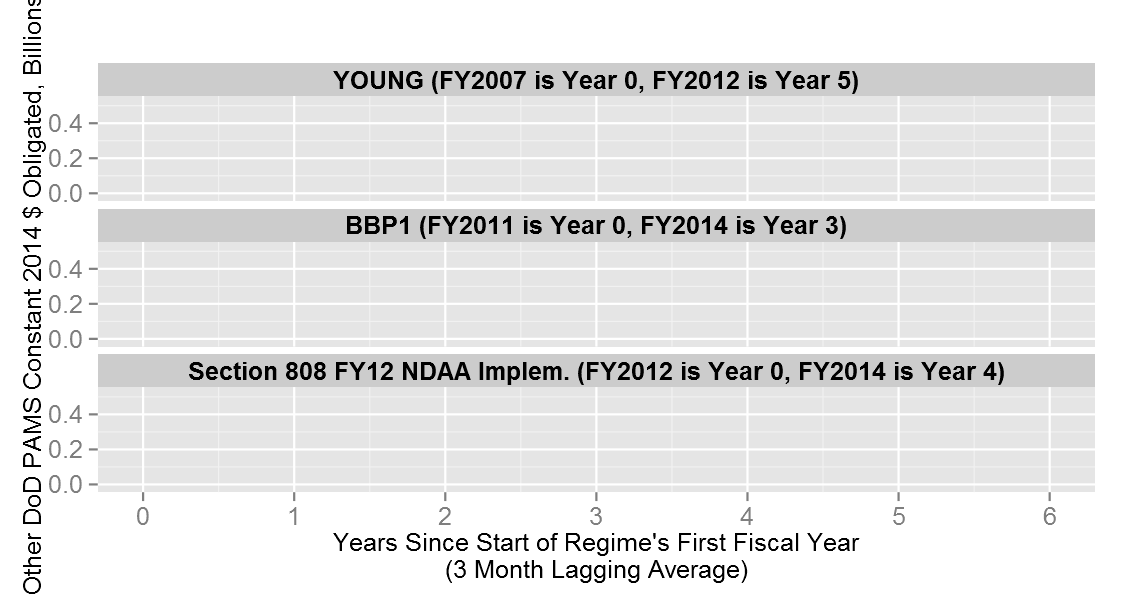 Other DoD PAMS Constant 2014 $ Obligated, Billions
YOUNG (FY2007 is Year 0, FY2012 is Year 5)
0.4
0.2
0.0
BBP1 (FY2011 is Year 0, FY2014 is Year 3)
0.4
0.2
0.0
Section 808 FY12 NDAA Implem. (FY2012 is Year 0, FY2014 is Year 4)
0.4
0.2
0.0
0 1 2 3 4 5 6
Years Since Start of Regime's First Fiscal Year
(3 Month Lagging Average)